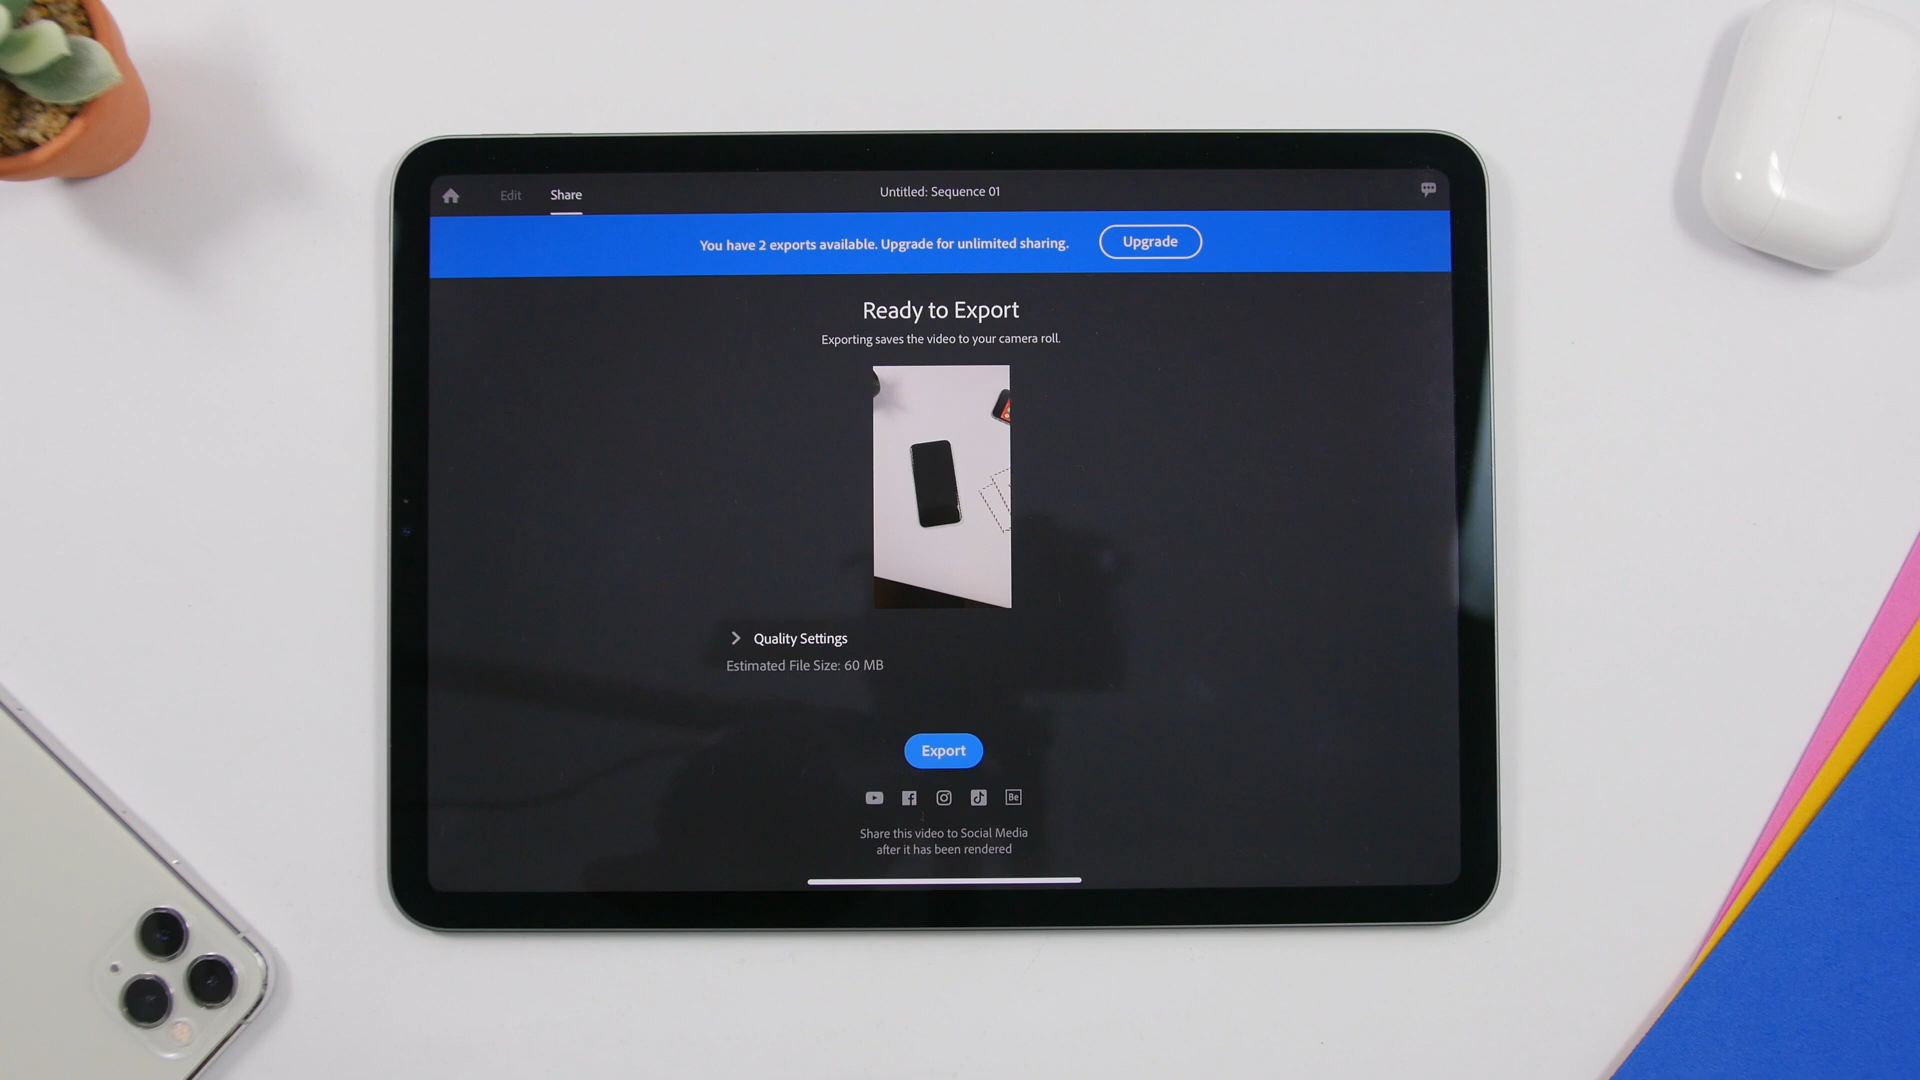 Edit
Share
Untitled: Sequence 01
You have 2 exports available. Upgrade for unlimited sharing.
Upgrade
Ready to Export
Exporting saves the video to your camera roll.
Quality Settings
Estimated File Size: 60 MB
Export
Bē
Share this video to Social Media
after it has been rendered